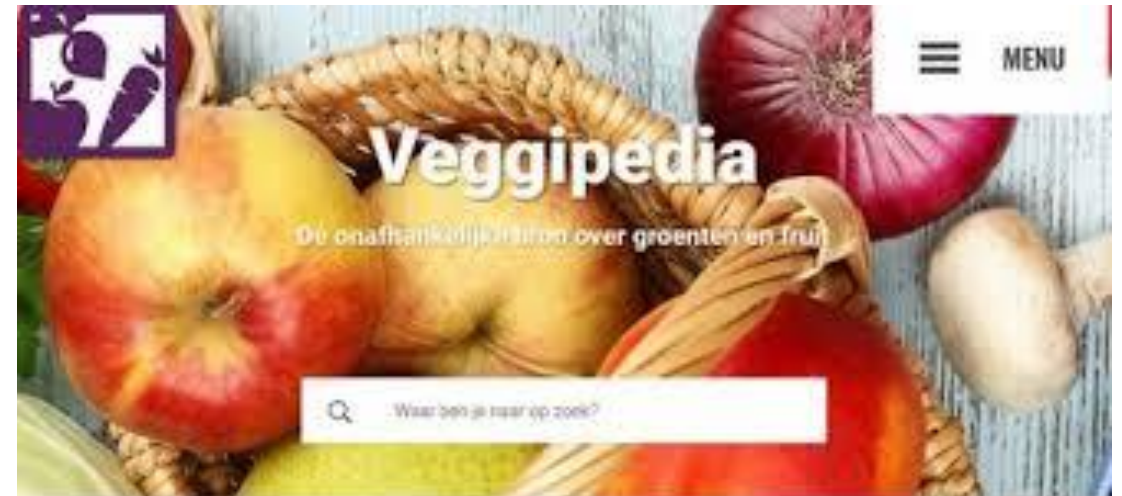 MENU
Veggipedia
De onafhankelijke bron over groenten en fruit
Waar ben je naar op zoek?